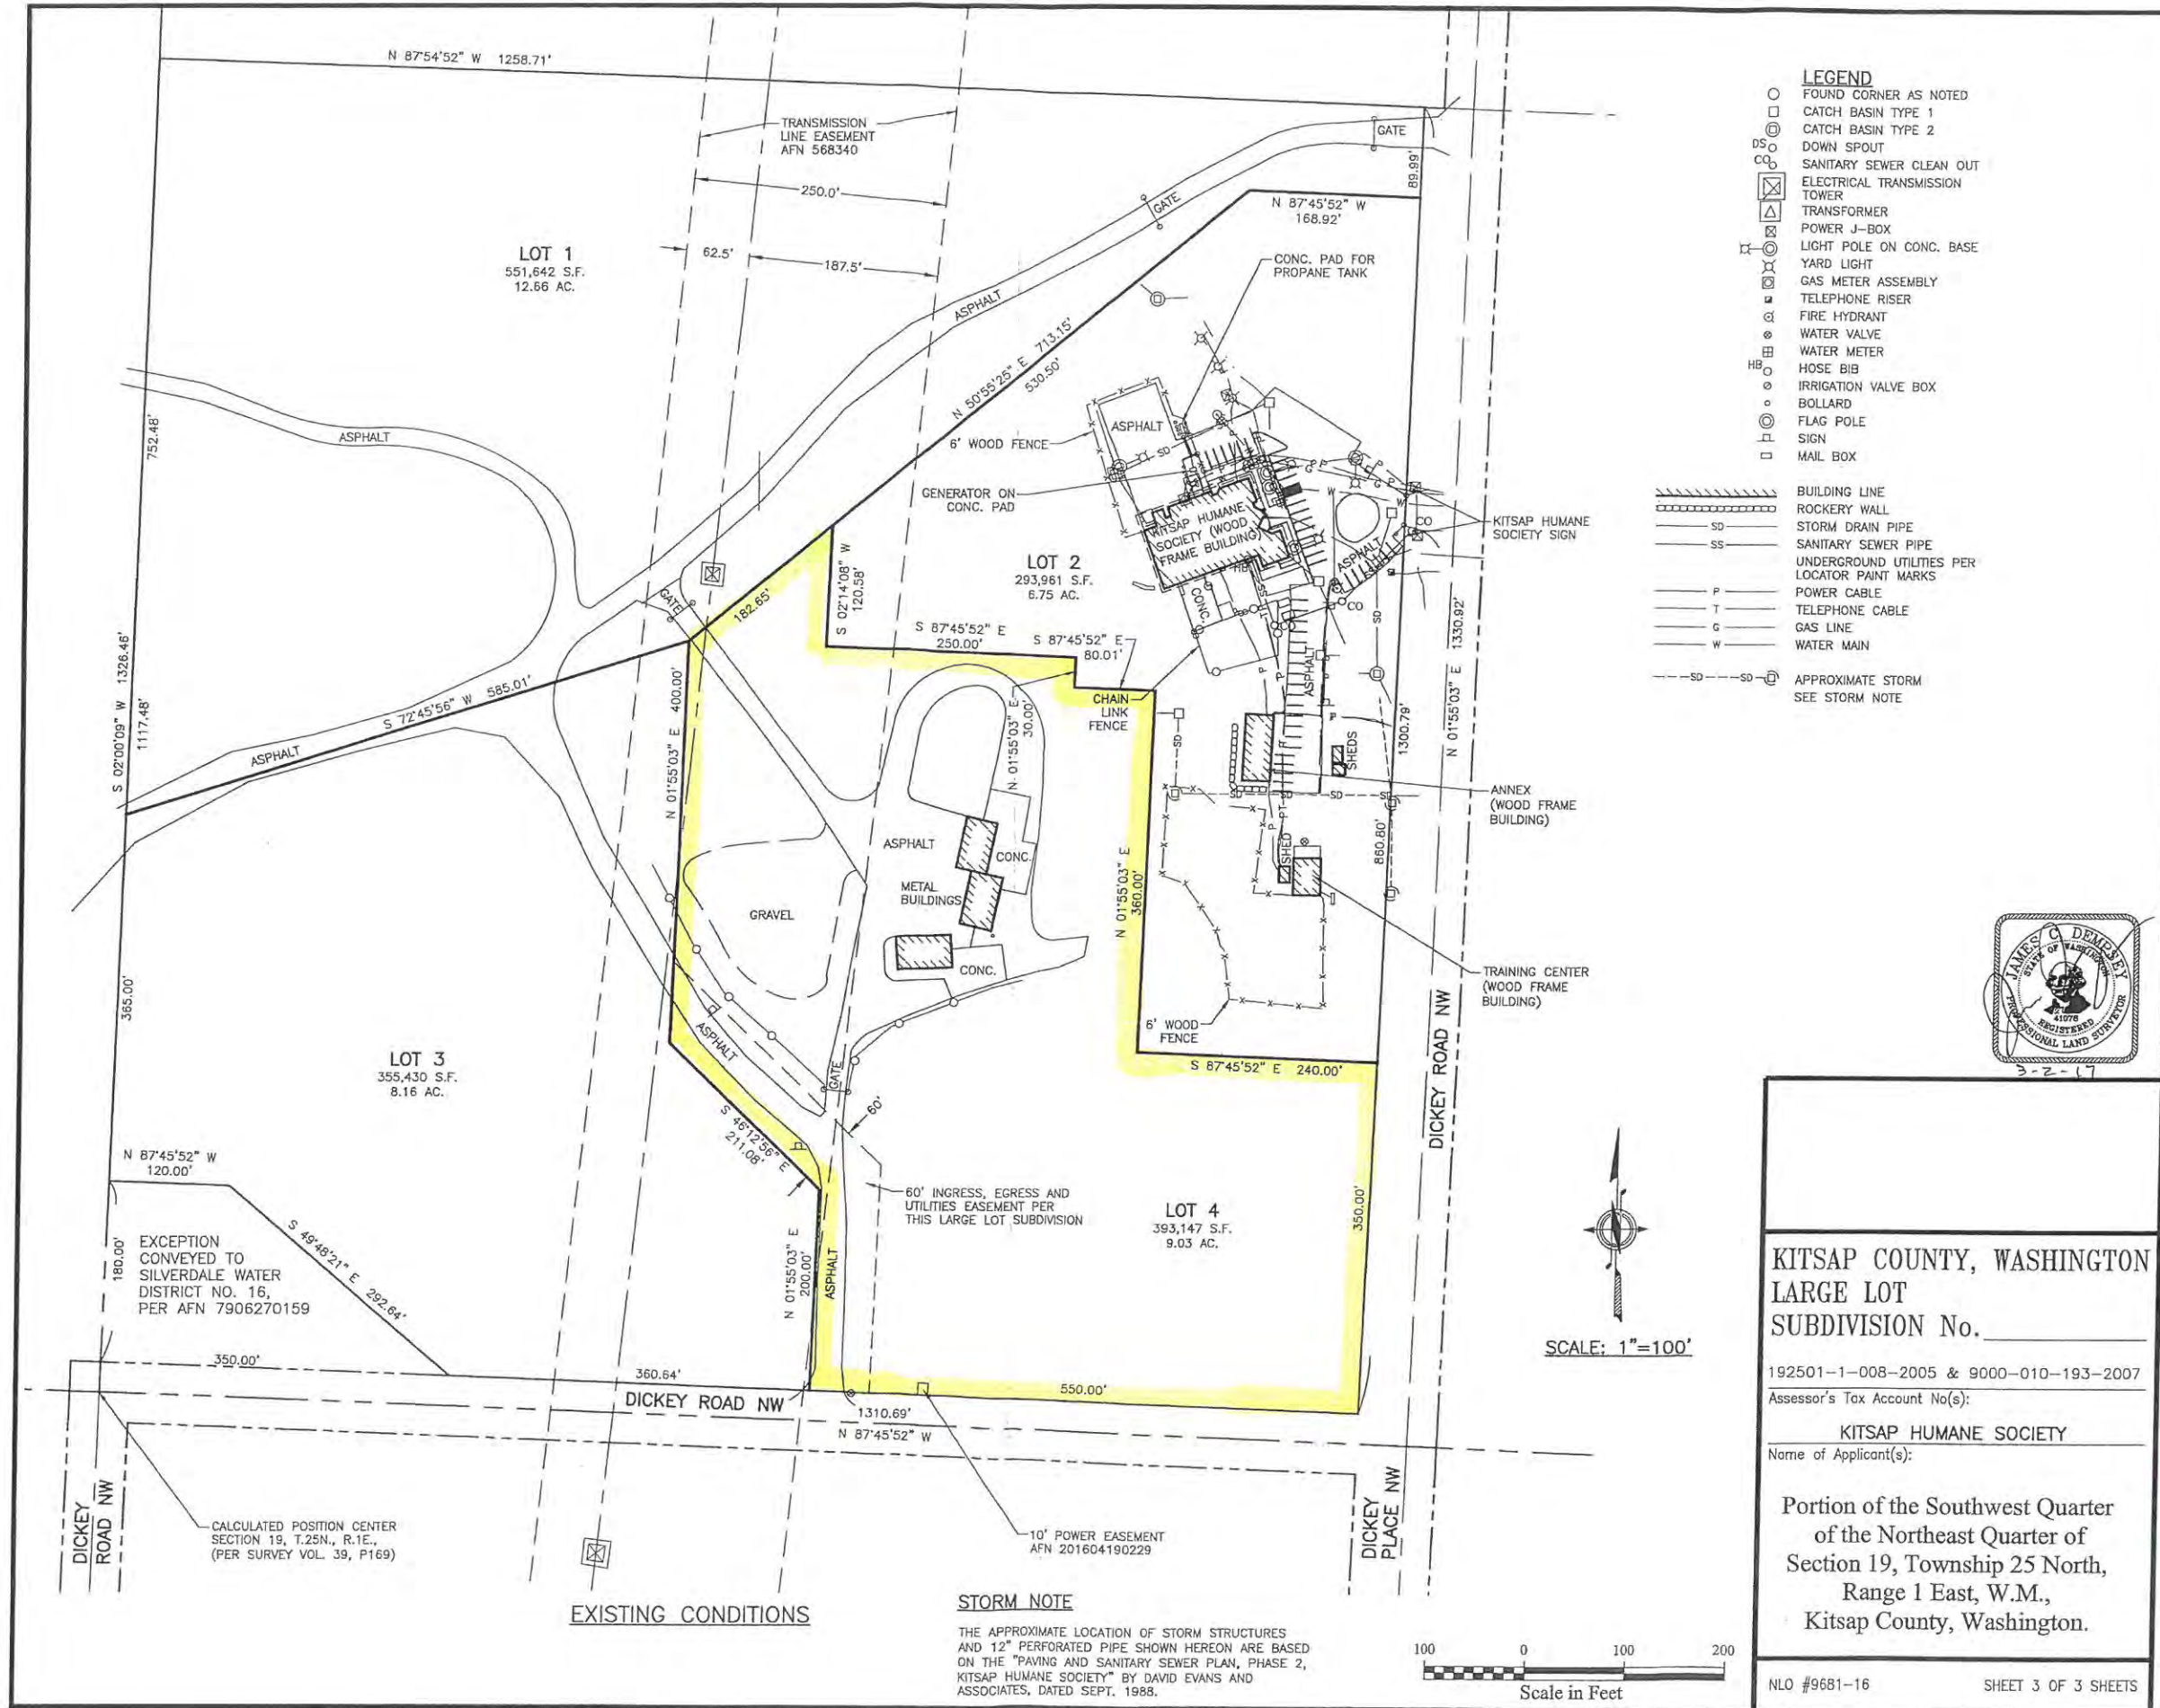 N 87°54'52" W 1258.71'
TRANSMISSION
LINE EASEMENT
AFN 568340
250.0'
62.5'
187.5'
LOT 1
551,642 S.F.
12.66 AC.
GATE
89.99'
GATE
N 87°45'52" W
168.92'
ASPHALT
CONC. PAD FOR
PROPANE TANK
N 50°55'25" E 713.15'
530.50'
752.48'
ASPHALT
6' WOOD FENCE
ASPHALT
SD
GENERATOR ON
CONC. PAD
KITSAP HUMANE
SOCIETY (WOOD
FRAME BUILDING)
KITSAP HUMANE
SOCIETY SIGN
CO
ASPHALT
HB
CONC.
CO
LOT 2
293,961 S.F.
6.75 AC.
182.65'
S 02°14'08" W
120.58'
S 87°45'52" E
250.00'
S 87°45'52" E
80.01'
GATE
S 02°00'09" W 1326.46'
1117.48'
S 72°45'56" W 585.01'
ASPHALT
N 01°55'03" E 400.00'
N 01°55'03" E
30.00'
CHAIN
LINK
FENCE
ASPHALT
SD
SHEDS
1300.79'
N 01°55'03" E 1330.92'
ANNEX
(WOOD FRAME
BUILDING)
SD SD SD
860.80'
SHED
ASPHALT
CONC.
METAL
BUILDINGS
GRAVEL
CONC.
N 01°55'03" E
360.00'
TRAINING CENTER
(WOOD FRAME
BUILDING)
6' WOOD
FENCE
365.00'
LOT 3
355,430 S.F.
8.16 AC.
ASPHALT
GATE
60'
S 46°12'56" E
211.08'
S 87°45'52" E 240.00'
DICKEY ROAD NW
N 87°45'52" W
120.00'
EXCEPTION
CONVEYED TO
SILVERDALE WATER
DISTRICT NO. 16,
PER AFN 7906270159
180.00'
S 49°48'21" E 292.64'
N 01°55'03" E
200.00'
ASPHALT
60' INGRESS, EGRESS AND
UTILITIES EASEMENT PER
THIS LARGE LOT SUBDIVISION
LOT 4
393,147 S.F.
9.03 AC.
350.00'
350.00'
360.64'
DICKEY ROAD NW
550.00'
1310.69'
N 87°45'52" W
DICKEY
ROAD NW
CALCULATED POSITION CENTER
SECTION 19, T.25N., R.1E.,
(PER SURVEY VOL. 39, P169)
10' POWER EASEMENT
AFN 201604190229
DICKEY
PLACE NW
EXISTING CONDITIONS
STORM NOTE
THE APPROXIMATE LOCATION OF STORM STRUCTURES
AND 12" PERFORATED PIPE SHOWN HEREON ARE BASED
ON THE "PAVING AND SANITARY SEWER PLAN, PHASE 2,
KITSAP HUMANE SOCIETY" BY DAVID EVANS AND
ASSOCIATES, DATED SEPT. 1988.
100 0 100 200
Scale in Feet
SCALE: 1"=100'
LEGEND
FOUND CORNER AS NOTED
CATCH BASIN TYPE 1
CATCH BASIN TYPE 2
DS DOWN SPOUT
CO SANITARY SEWER CLEAN OUT
ELECTRICAL TRANSMISSION
TOWER
TRANSFORMER
POWER J-BOX
LIGHT POLE ON CONC. BASE
YARD LIGHT
GAS METER ASSEMBLY
TELEPHONE RISER
FIRE HYDRANT
WATER VALVE
WATER METER
HB HOSE BIB
IRRIGATION VALVE BOX
BOLLARD
FLAG POLE
SIGN
MAIL BOX
BUILDING LINE
ROCKERY WALL
SD STORM DRAIN PIPE
SS SANITARY SEWER PIPE
UNDERGROUND UTILITIES PER
LOCATOR PAINT MARKS
P POWER CABLE
T TELEPHONE CABLE
G GAS LINE
W WATER MAIN
SD SD APPROXIMATE STORM
SEE STORM NOTE
JAMES C. DEMPSEY
STATE OF WASHINGTON
41078
REGISTERED
PROFESSIONAL LAND SURVEYOR
3-2-17
KITSAP COUNTY, WASHINGTON
LARGE LOT
SUBDIVISION No.
192501-1-008-2005 & 9000-010-193-2007
Assessor's Tax Account No(s):
KITSAP HUMANE SOCIETY
Name of Applicant(s):
Portion of the Southwest Quarter
of the Northeast Quarter of
Section 19, Township 25 North,
Range 1 East, W.M.,
Kitsap County, Washington.
NLO #9681-16 SHEET 3 OF 3 SHEETS